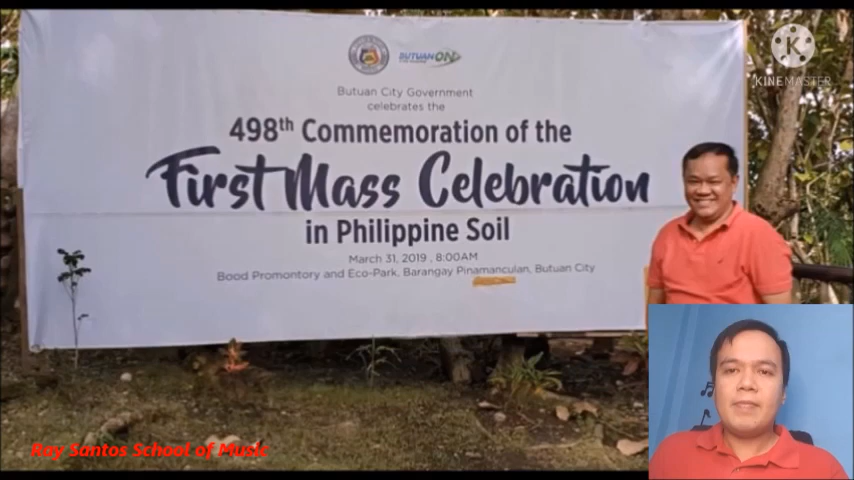 BUTUAN ON
Butuan City Government
celebrates the
498th Commemoration of the
First Mass Celebration
in Philippine Soil
March 31, 2019 , 8:00AM
Bood Promontory and Eco-Park, Barangay Pinamanculan, Butuan City
K
KINEMASTER
Roy Santos School of Music